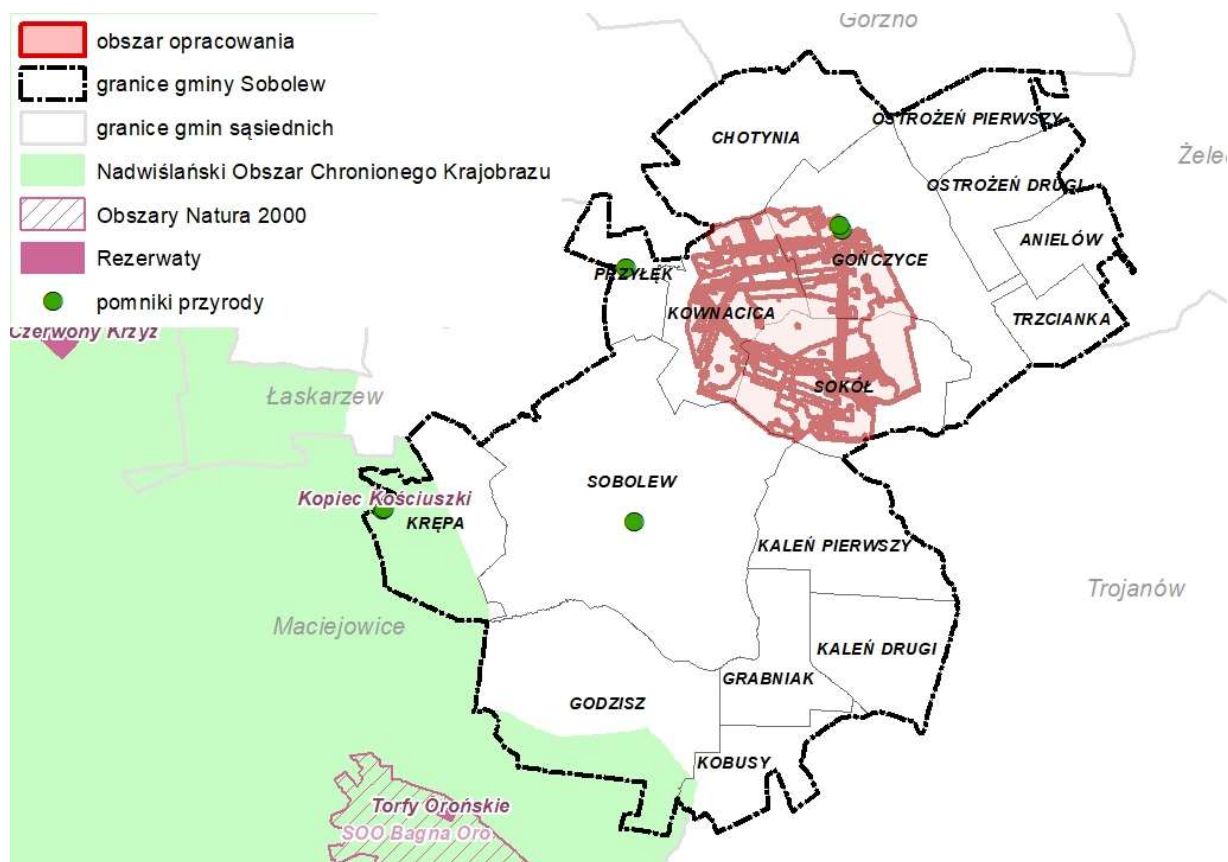 obszar opracowania
granice gminy Sobolew
granice gmin sąsiednich
Nadwiślański Obszar Chronionego Krajobrazu
Obszary Natura 2000
Rezerwaty
pomniki przyrody
Górzno
CHOTYNIA
OSTROŻEŃ PIERWSZY
Żelec
OSTROŻEŃ DRUGI
ANIELÓW
PRZYŁĘK
GOŃCZYCE
KOWNACICA
TRZCIANKA
Czerwony Krzyż
Łaskarzew
SOKÓŁ
SOBOLEW
Kopiec Kościuszki
KRĘPA
KALEŃ PIERWSZY
Trojanów
Maciejowice
KALEŃ DRUGI
GRABNIAK
GODZISZ
KOBUSY
Torfy Orońskie
SOO Bagna Oro